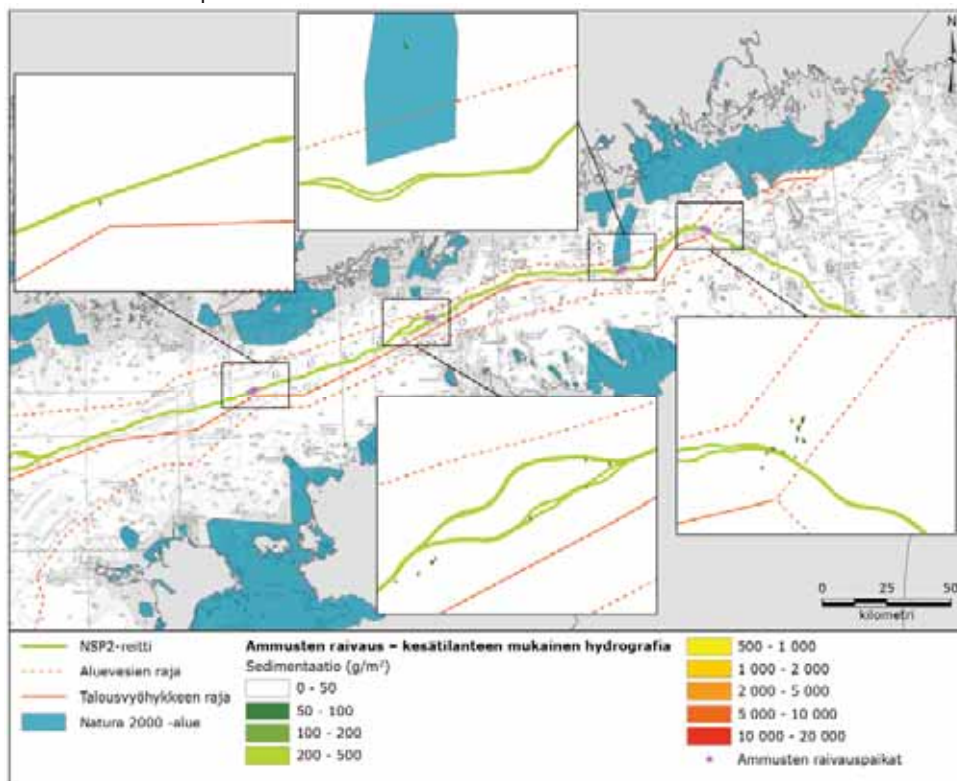 N
0 25 50
kilometri
NSP2-reitti
Aluevesien raja
Talousvyöhykkeen raja
Natura 2000 -alue
Ammusten raivaus – kesätilanteen mukainen hydrografia
Sedimentaatio (g/m²)
0 - 50
50 - 100
100 - 200
200 - 500
500 - 1 000
1 000 - 2 000
2 000 - 5 000
5 000 - 10 000
10 000 - 20 000
Ammusten raivauspaikat